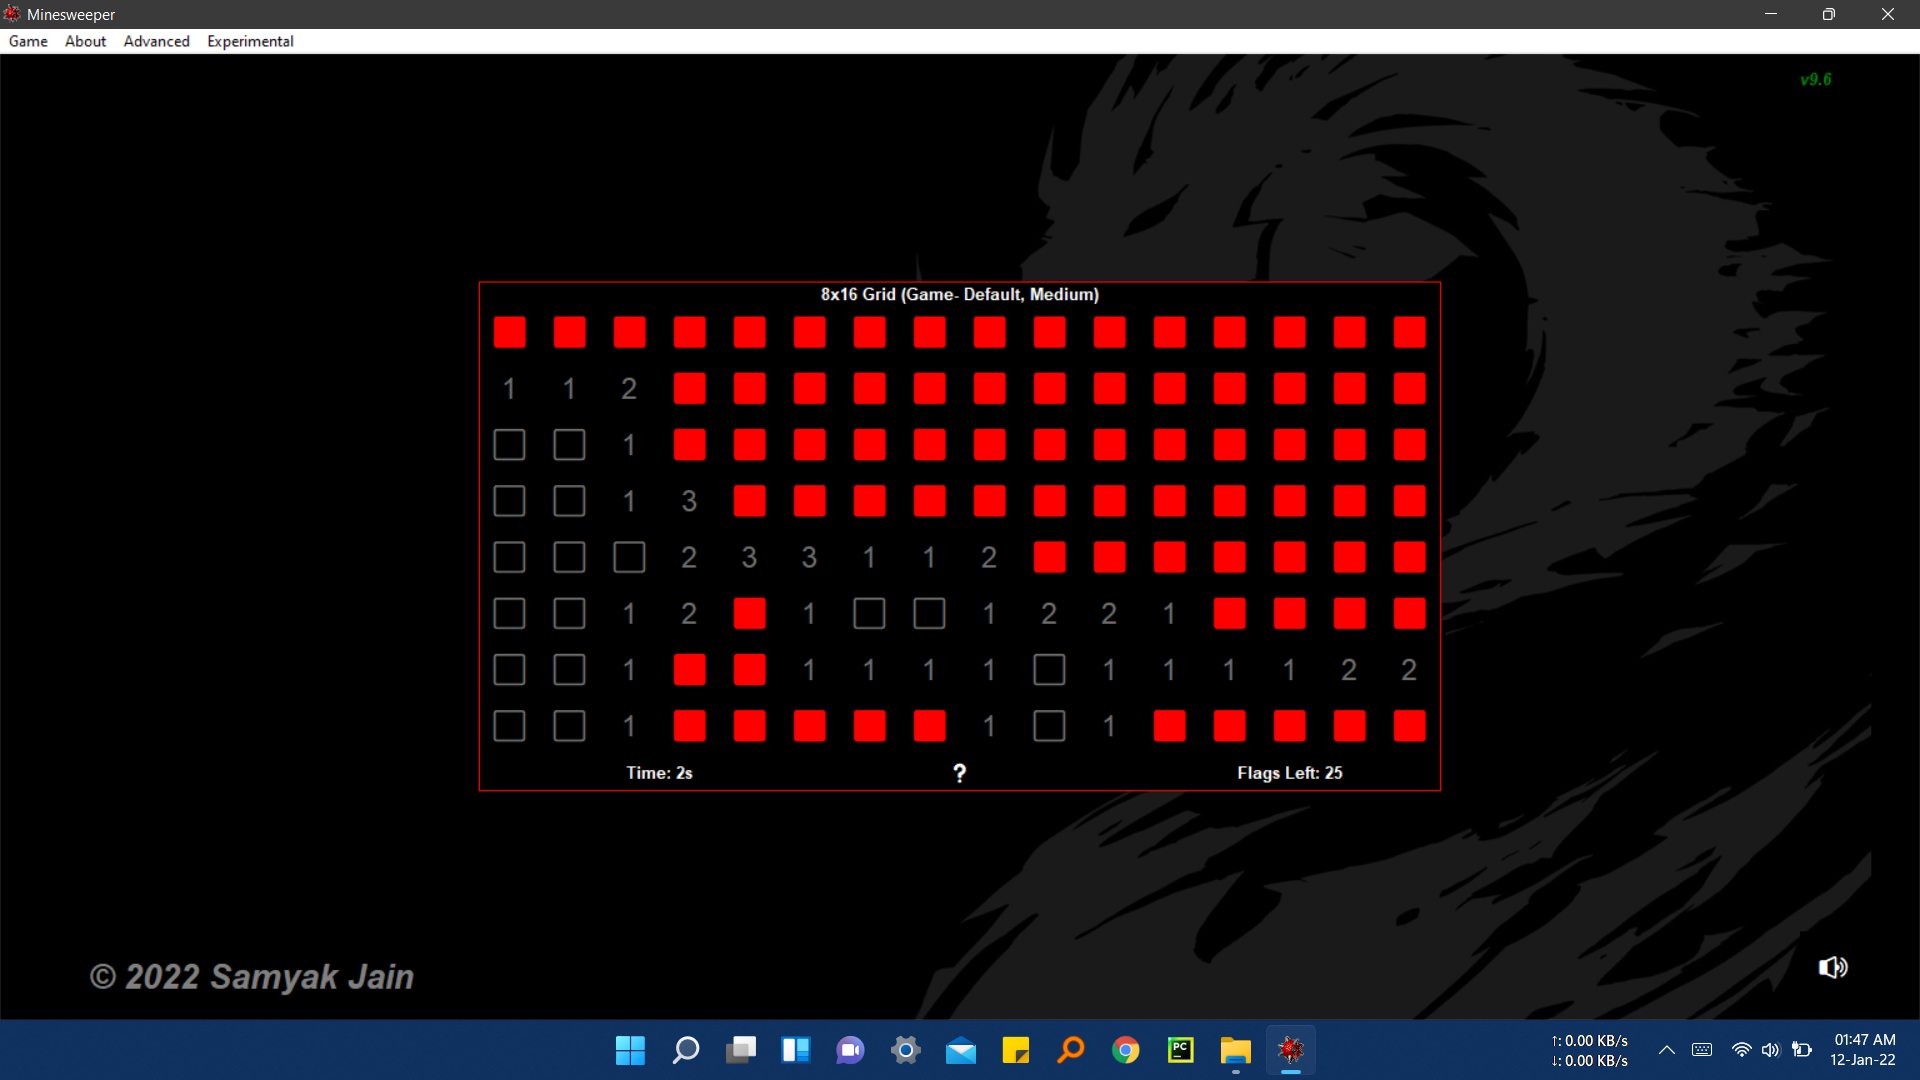 Minesweeper
Game About Advanced Experimental
v9.6
8x16 Grid (Game- Default, Medium)
1 1 2
1
1 3
2 3 3 1 1 2
1 2 1 1 2 2 1
1 1 1 1 1 1 1 1 1 2 2
1 1 1
Time: 2s ? Flags Left: 25
© 2022 Samyak Jain
PC
↑: 0.00 KB/s
↓: 0.00 KB/s
01:47 AM
12-Jan-22